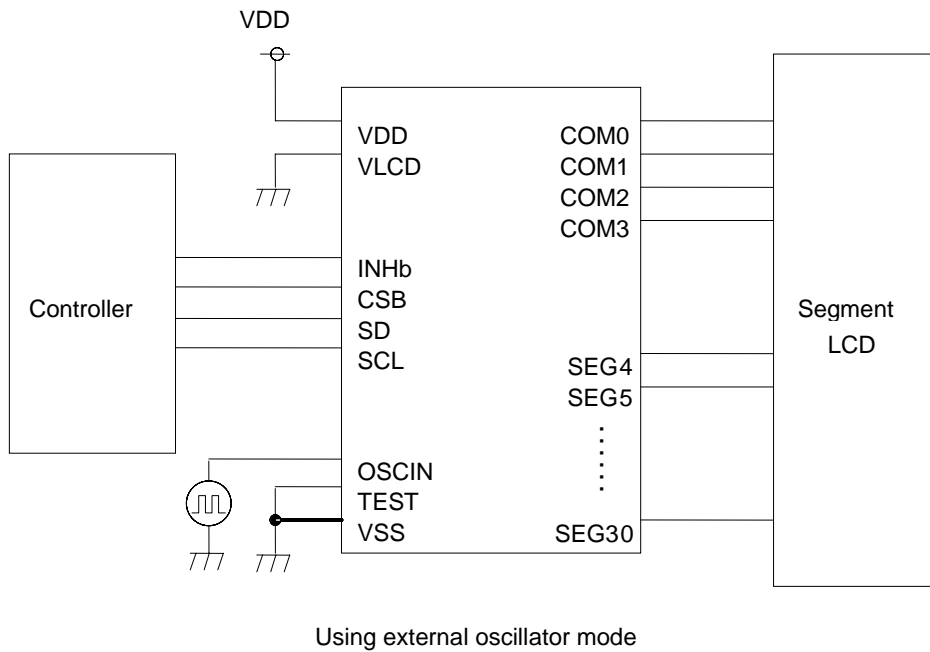 VDD
VDD
VLCD
INHb
CSB
SD
SCL
OSCIN
TEST
VSS
COM0
COM1
COM2
COM3
SEG4
SEG5
SEG30
Controller
Segment
LCD
Using external oscillator mode